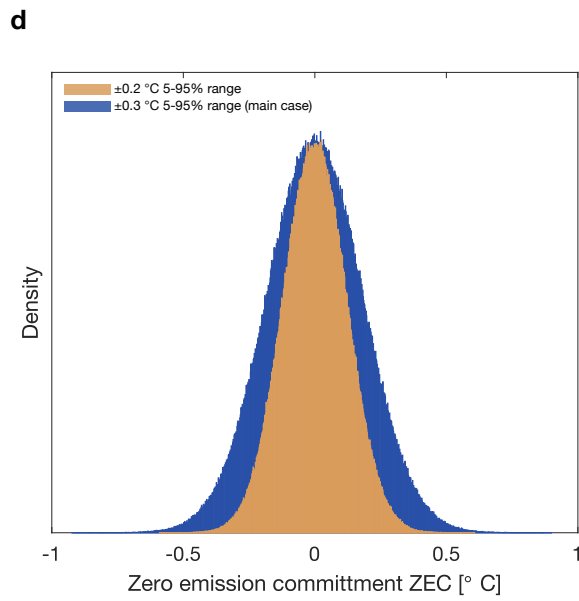 d
±0.2 °C 5-95% range
±0.3 °C 5-95% range (main case)
Density
-1 -0.5 0 0.5 1
Zero emission committment ZEC [° C]